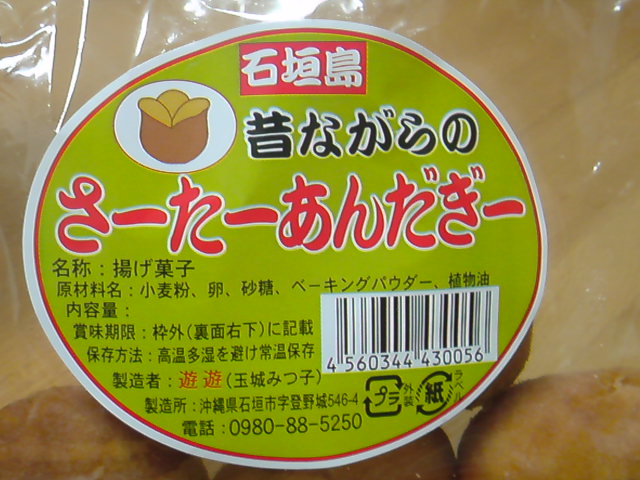 石垣島
昔ながらの
さーたーあんだぎー
名称：揚げ菓子
原材料名：小麦粉、卵、砂糖、ベーキングパウダー、植物油
内容量：
賞味期限：枠外(裏面右下)に記載
保存方法：高温多湿を避け常温保存
4 560344 430056
製造者：遊遊(玉城みつ子)
製造所：沖縄県石垣市字登野城546-4
電話：0980-88-5250
プラ
外装
紙
ラベル